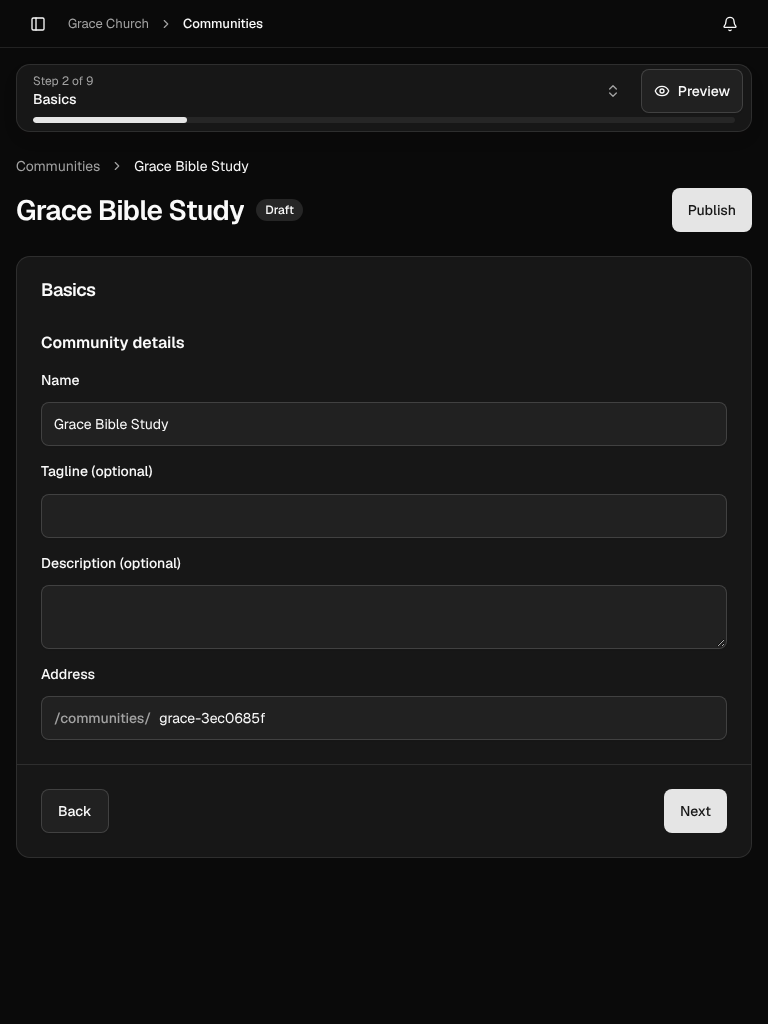 Grace Church > Communities
Step 2 of 9
Basics
Preview
Communities > Grace Bible Study
Grace Bible Study
Draft
Publish
Basics
Community details
Name
Grace Bible Study
Tagline (optional)
Description (optional)
Address
/communities/ grace-3ec0685f
Back
Next